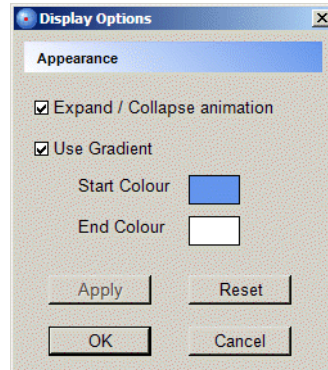 Display Options
Appearance
Expand / Collapse animation
Use Gradient
Start Colour
End Colour
Apply Reset
OK Cancel